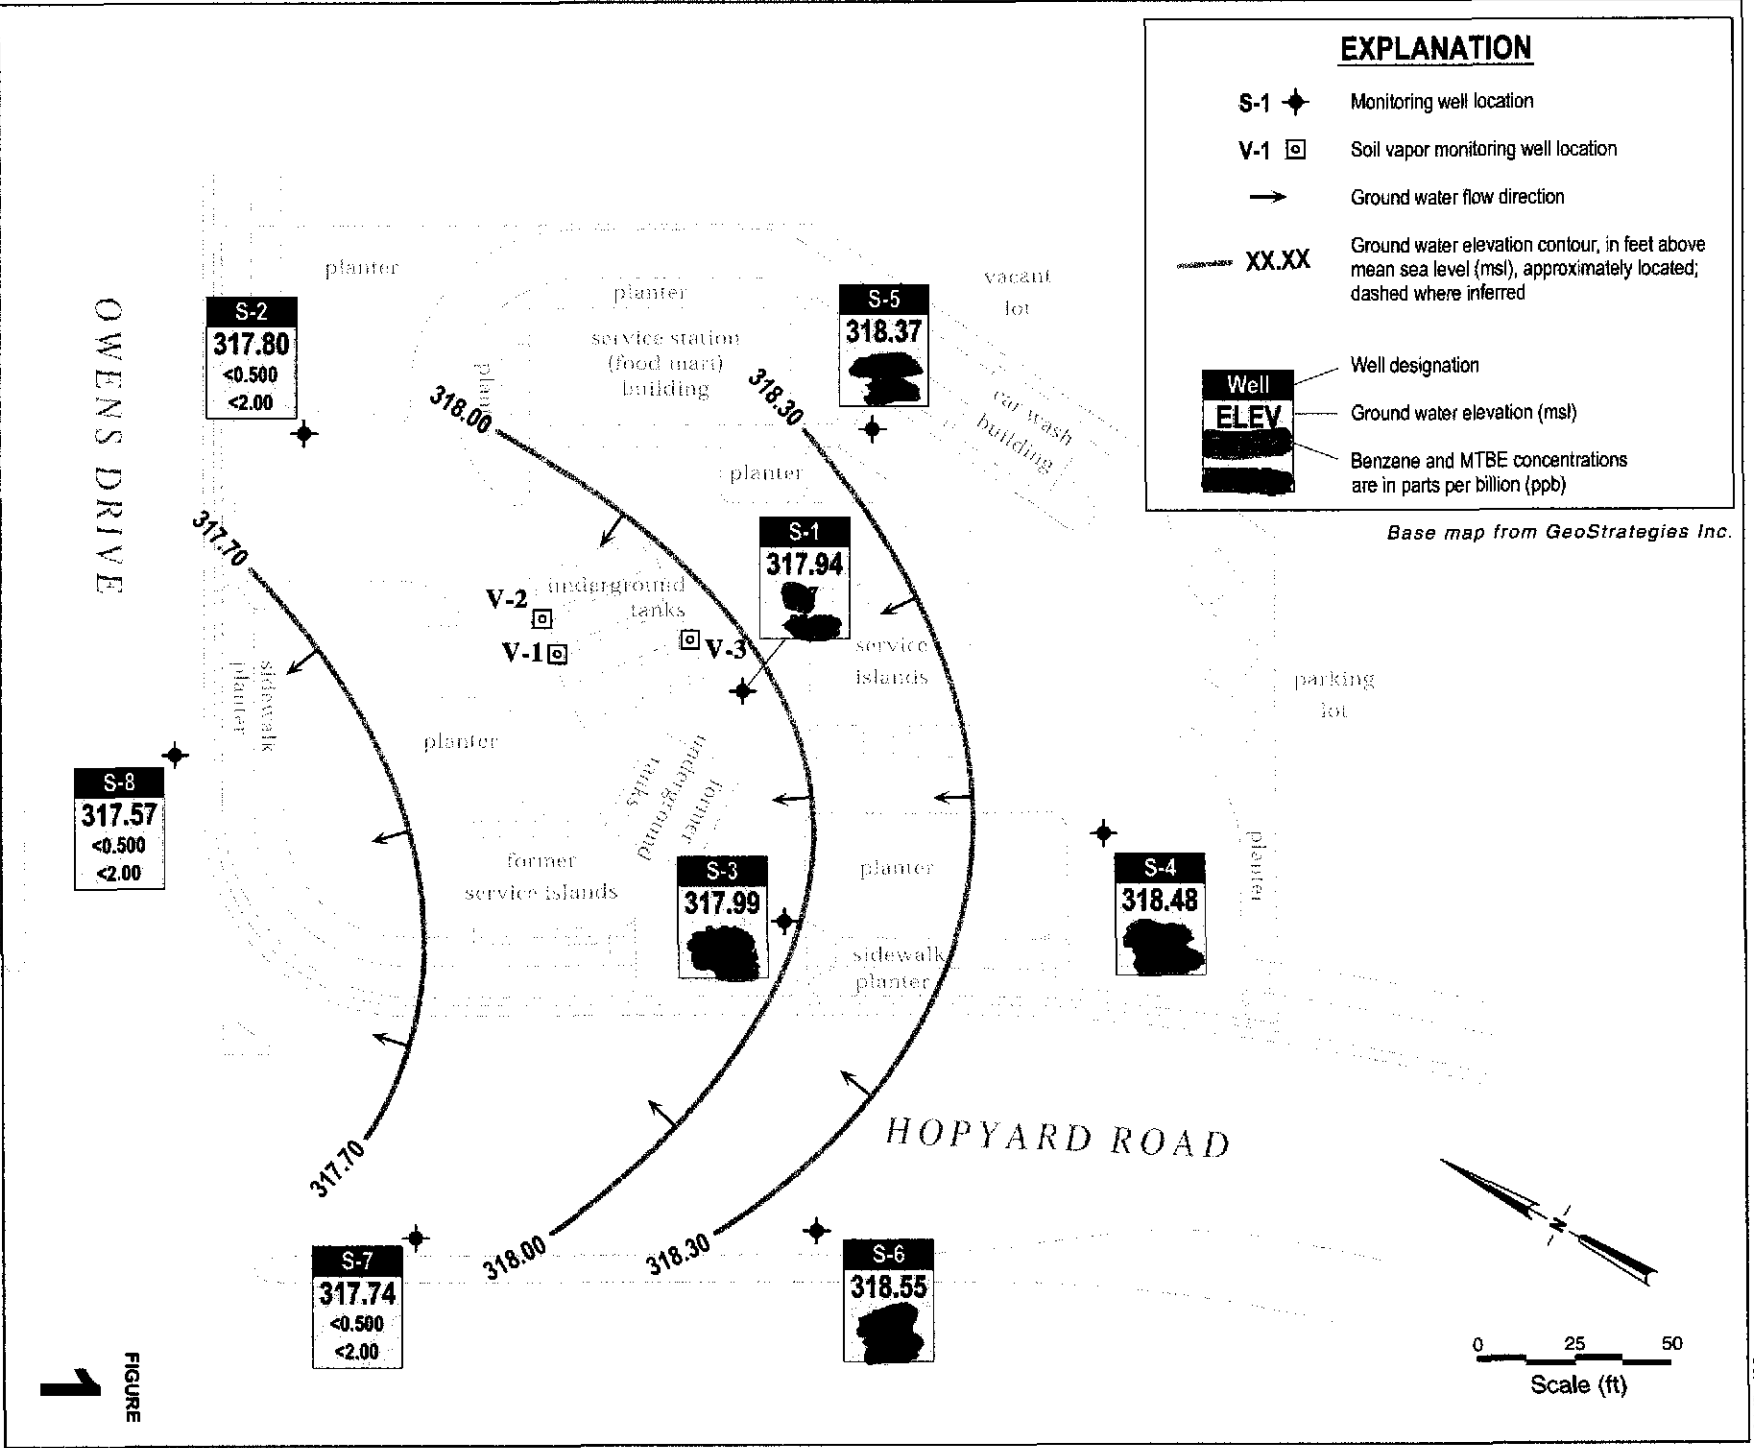 EXPLANATION
S-1 Monitoring well location
V-1 Soil vapor monitoring well location
Ground water flow direction
XX.XX Ground water elevation contour, in feet above
mean sea level (msl), approximately located;
dashed where inferred
Well
ELEV
Well designation
Ground water elevation (msl)
Benzene and MTBE concentrations
are in parts per billion (ppb)
Base map from GeoStrategies Inc.
OWENS DRIVE
planter
S-2
317.80
<0.500
<2.00
planter
service station
(food mart)
building
S-5
318.37
vacant
lot
car wash
building
318.00
318.30
317.70
planter
S-1
317.94
V-2
underground
tanks
V-1
V-3
service
islands
parking
lot
sidewalk
planter
planter
S-8
317.57
<0.500
<2.00
former
underground
tanks
former
service islands
S-3
317.99
planter
S-4
318.48
planter
sidewalk
planter
HOPYARD ROAD
317.70
318.00
318.30
S-7
317.74
<0.500
<2.00
S-6
318.55
N
0 25 50
Scale (ft)
FIGURE
1